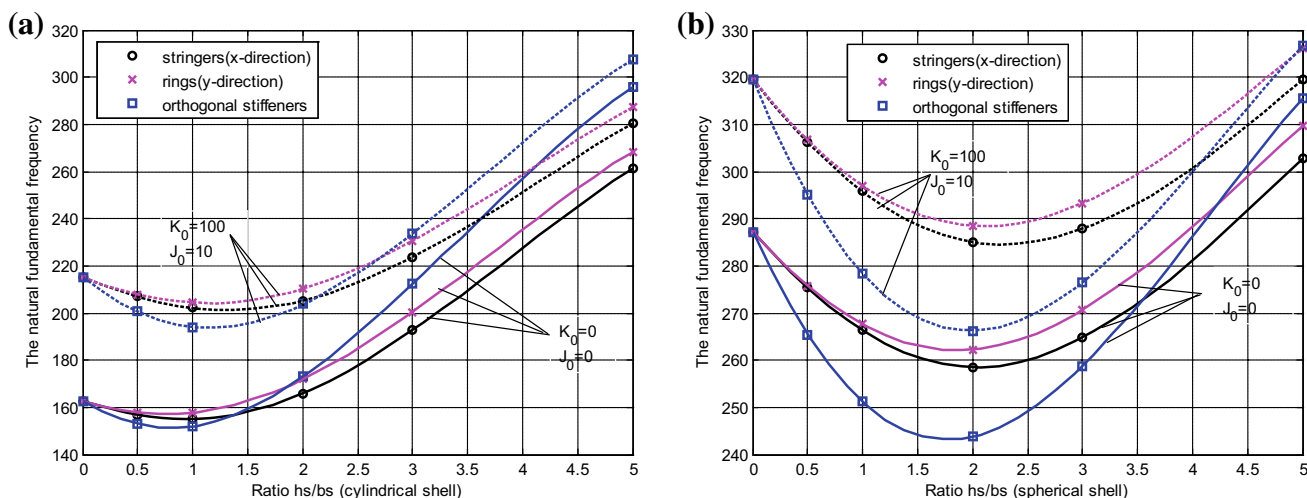 (a)
The natural fundamental frequency
320
300
280
260
240
220
200
180
160
140
stringers(x-direction)
rings(y-direction)
orthogonal stiffeners
K0=100
J0=10
K0=0
J0=0
0 0.5 1 1.5 2 2.5 3 3.5 4 4.5 5
Ratio hs/bs (cylindrical shell)
(b)
The natural fundamental frequency
330
320
310
300
290
280
270
260
250
240
stringers(x-direction)
rings(y-direction)
orthogonal stiffeners
K0=100
J0=10
K0=0
J0=0
0 0.5 1 1.5 2 2.5 3 3.5 4 4.5 5
Ratio hs/bs (spherical shell)